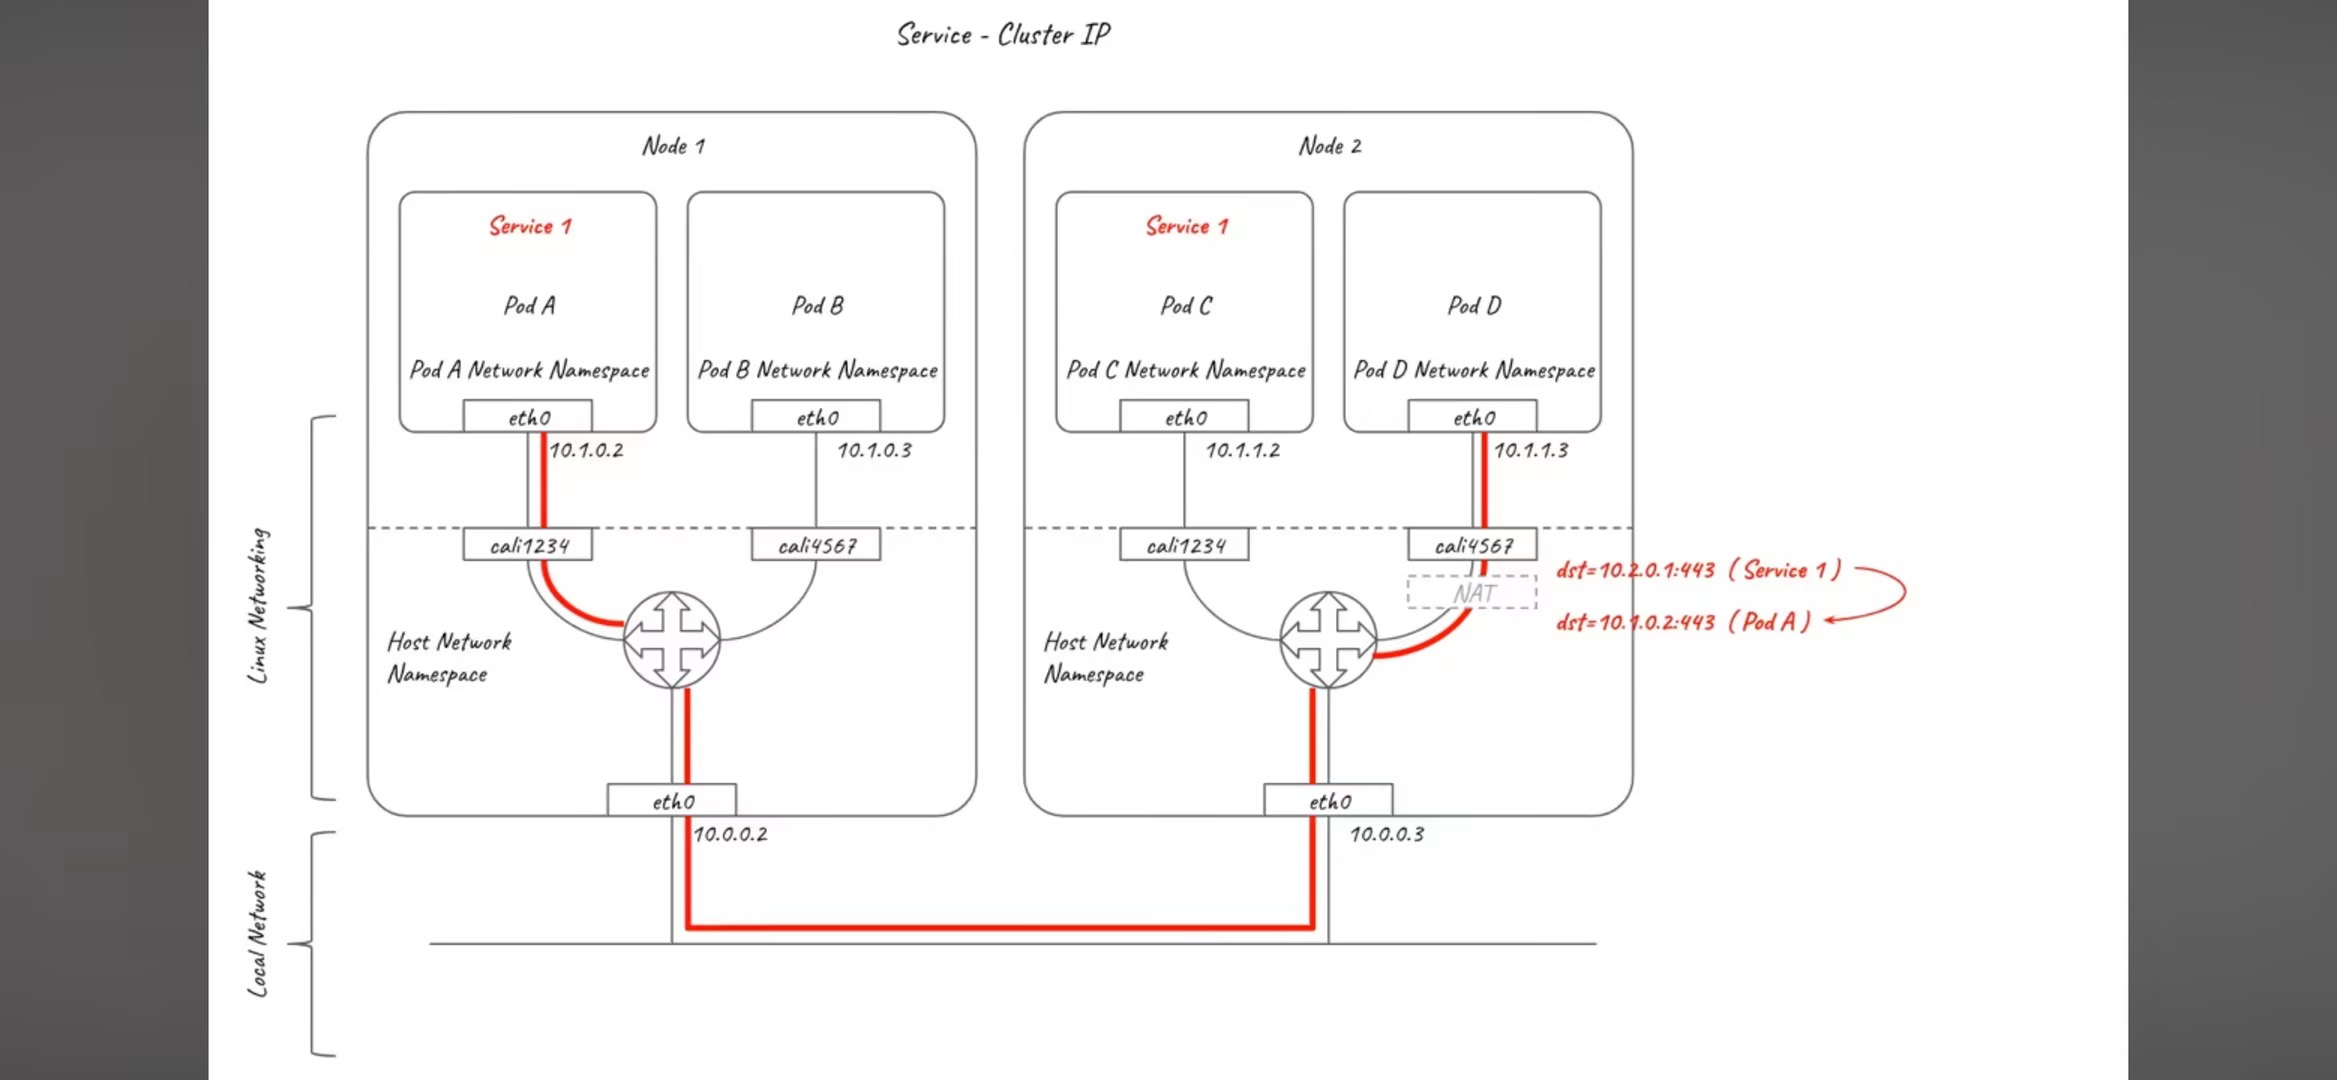 Service - Cluster IP
Node 1
Service 1
Pod A
Pod A Network Namespace
eth0
10.1.0.2
Pod B
Pod B Network Namespace
eth0
10.1.0.3
cali1234
cali4567
Host Network
Namespace
eth0
10.0.0.2
Node 2
Service 1
Pod C
Pod C Network Namespace
eth0
10.1.1.2
Pod D
Pod D Network Namespace
eth0
10.1.1.3
cali1234
cali4567
NAT
dst=10.2.0.1:443 (Service 1)
dst=10.1.0.2:443 (Pod A)
Host Network
Namespace
eth0
10.0.0.3
Linux Networking
Local Network